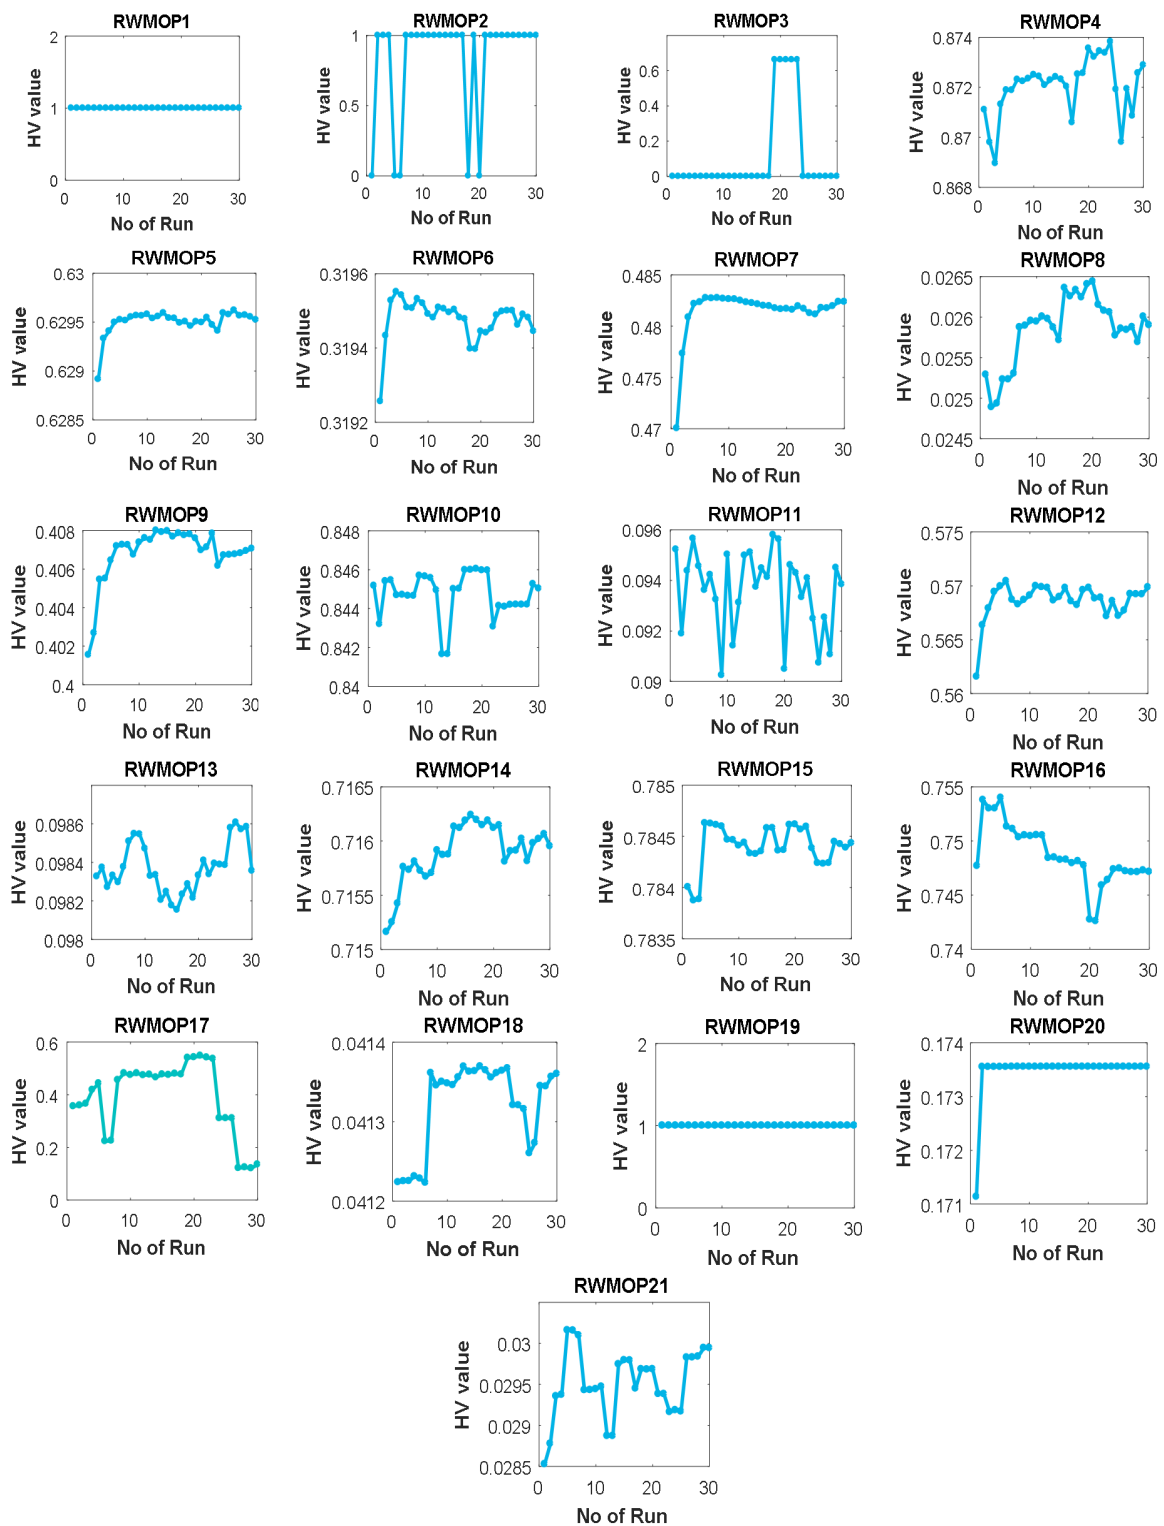 RWMOP1
2
1
0
HV value
0 10 20 30
No of Run
RWMOP2
1
0.5
0
HV value
0 10 20 30
No of Run
RWMOP3
0.6
0.4
0.2
0
HV value
0 10 20 30
No of Run
RWMOP4
0.874
0.872
0.87
0.868
HV value
0 10 20 30
No of Run
RWMOP5
0.63
0.6295
0.629
0.6285
HV value
0 10 20 30
No of Run
RWMOP6
0.3196
0.3194
0.3192
HV value
0 10 20 30
No of Run
RWMOP7
0.485
0.48
0.475
0.47
HV value
0 10 20 30
No of Run
RWMOP8
0.0265
0.026
0.0255
0.025
0.0245
HV value
0 10 20 30
No of Run
RWMOP9
0.408
0.406
0.404
0.402
0.4
HV value
0 10 20 30
No of Run
RWMOP10
0.848
0.846
0.844
0.842
0.84
HV value
0 10 20 30
No of Run
RWMOP11
0.096
0.094
0.092
0.09
HV value
0 10 20 30
No of Run
RWMOP12
0.575
0.57
0.565
0.56
HV value
0 10 20 30
No of Run
RWMOP13
0.0986
0.0984
0.0982
0.098
HV value
0 10 20 30
No of Run
RWMOP14
0.7165
0.716
0.7155
0.715
HV value
0 10 20 30
No of Run
RWMOP15
0.785
0.7845
0.784
0.7835
HV value
0 10 20 30
No of Run
RWMOP16
0.755
0.75
0.745
0.74
HV value
0 10 20 30
No of Run
RWMOP17
0.6
0.4
0.2
0
HV value
0 10 20 30
No of Run
RWMOP18
0.0414
0.0413
0.0412
HV value
0 10 20 30
No of Run
RWMOP19
2
1
0
HV value
0 10 20 30
No of Run
RWMOP20
0.174
0.173
0.172
0.171
HV value
0 10 20 30
No of Run
RWMOP21
0.03
0.0295
0.029
0.0285
HV value
0 10 20 30
No of Run